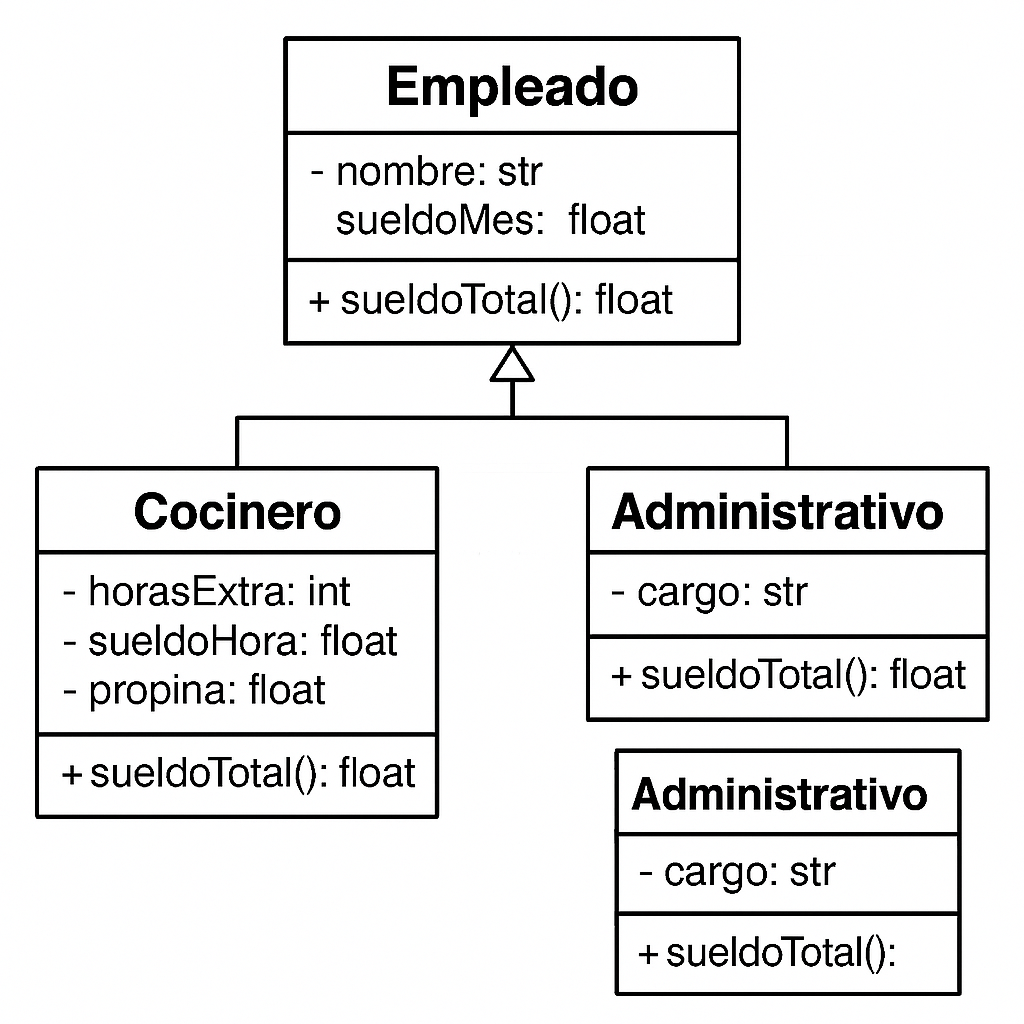 Empleado
- nombre: str
sueldoMes: float
+ sueldoTotal(): float
Cocinero
- horasExtra: int
- sueldoHora: float
- propina: float
+ sueldoTotal(): float
Administrativo
- cargo: str
+ sueldoTotal(): float
Administrativo
- cargo: str
+ sueldoTotal():